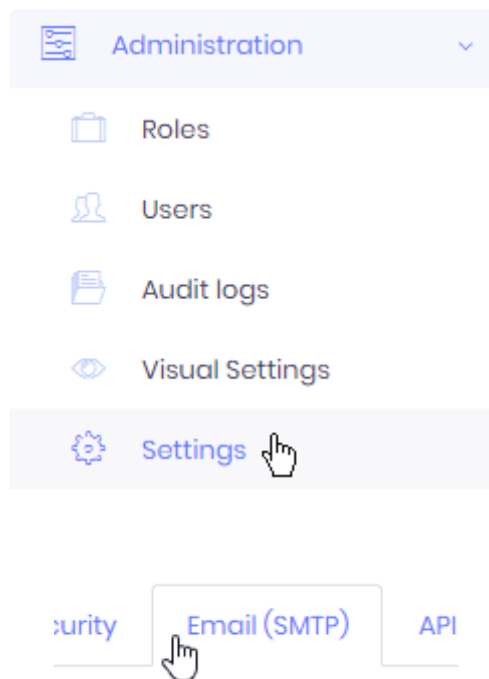 Administration
Roles
Users
Audit logs
Visual Settings
Settings
curity Email (SMTP) API